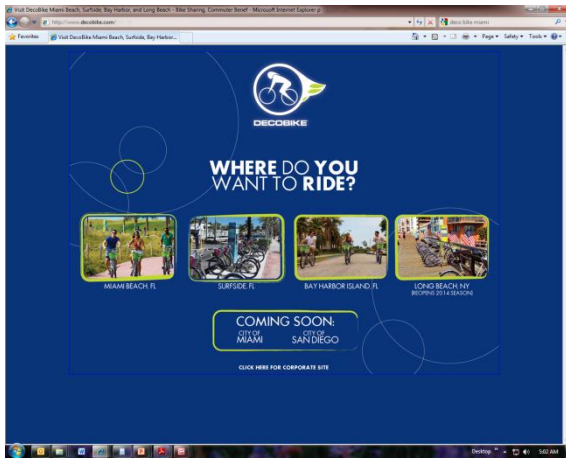 Visit DecoBike Miami Beach, Surfside, Bay Harbor, and Long Beach - Bike Sharing, Commuter Benef - Microsoft Internet Explorer p
http://www.decobike.com/
deco bike miami
Favorites
Visit DecoBike Miami Beach, Surfside, Bay Harbor...
Page
Safety
Tools
DECOBIKE
WHERE DO YOU
WANT TO RIDE?
MIAMI BEACH, FL
SURFSIDE, FL
BAY HARBOR ISLAND, FL
LONG BEACH, NY
(REOPENS 2014 SEASON)
COMING SOON:
CITY OF
MIAMI
CITY OF
SAN DIEGO
CLICK HERE FOR CORPORATE SITE
Desktop
5:02 AM